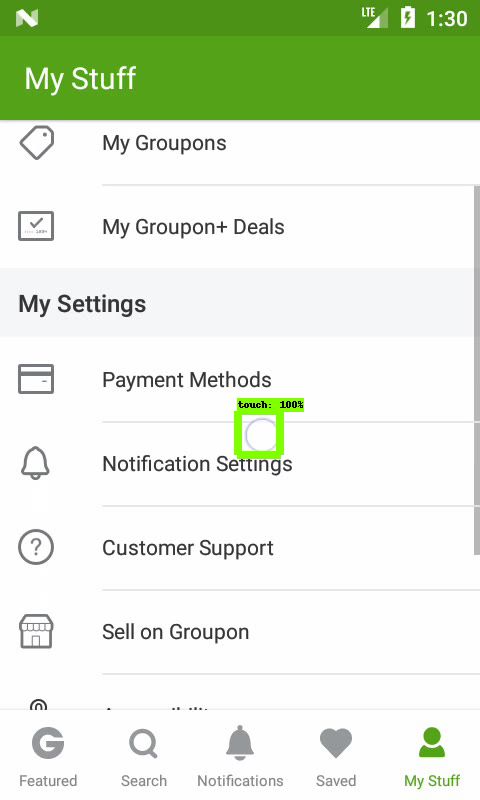 LTE 1:30
My Stuff
My Groupons
My Groupon+ Deals
My Settings
Payment Methods
touch: 100%
Notification Settings
Customer Support
Sell on Groupon
Featured
Search
Notifications
Saved
My Stuff